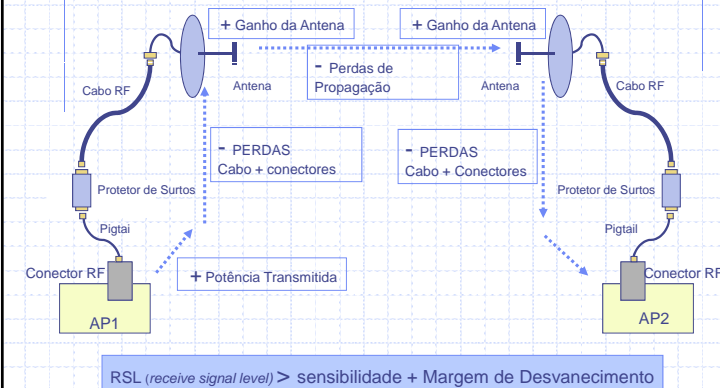 + Ganho da Antena
+ Ganho da Antena
- Perdas de
Propagação
Cabo RF
Antena
Antena
Cabo RF
- PERDAS
Cabo + conectores
- PERDAS
Cabo + Conectores
Protetor de Surtos
Protetor de Surtos
Pigtai
Pigtail
Conector RF
+ Potência Transmitida
Conector RF
AP1
AP2
RSL (receive signal level) > sensibilidade + Margem de Desvanecimento